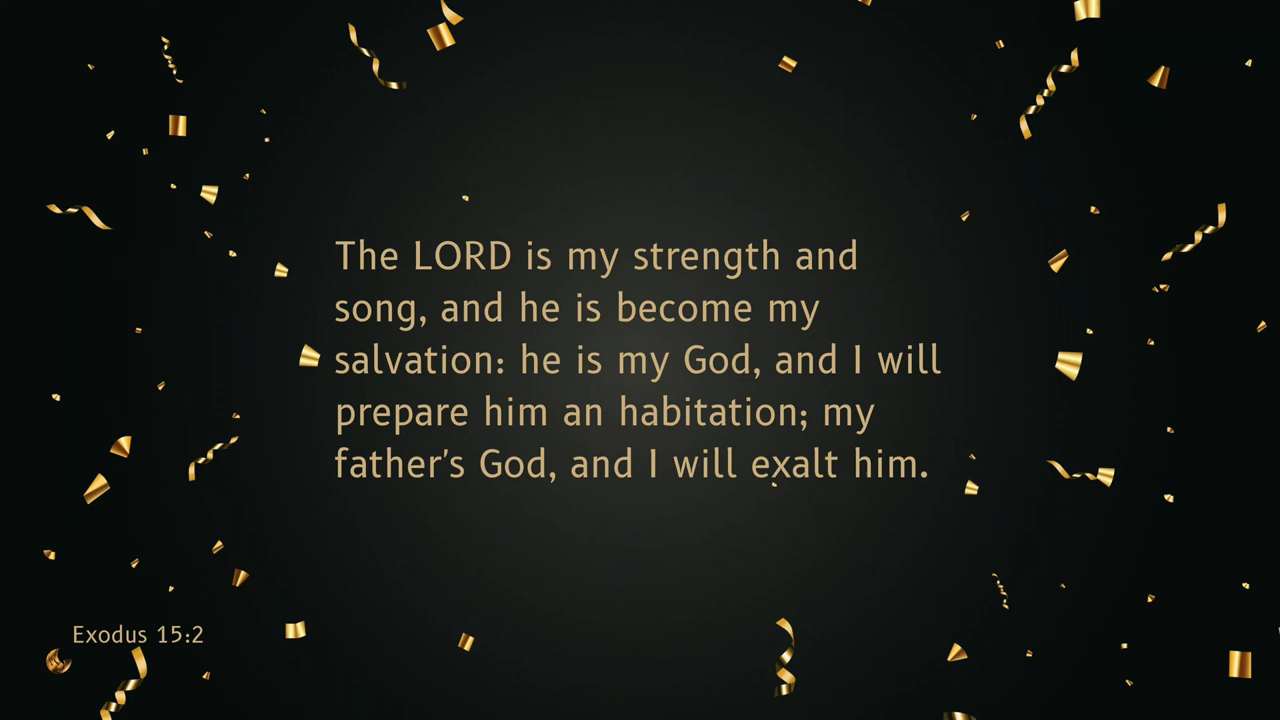 The LORD is my strength and
song, and he is become my
salvation: he is my God, and I will
prepare him an habitation; my
father's God, and I will exalt him.
Exodus 15:2